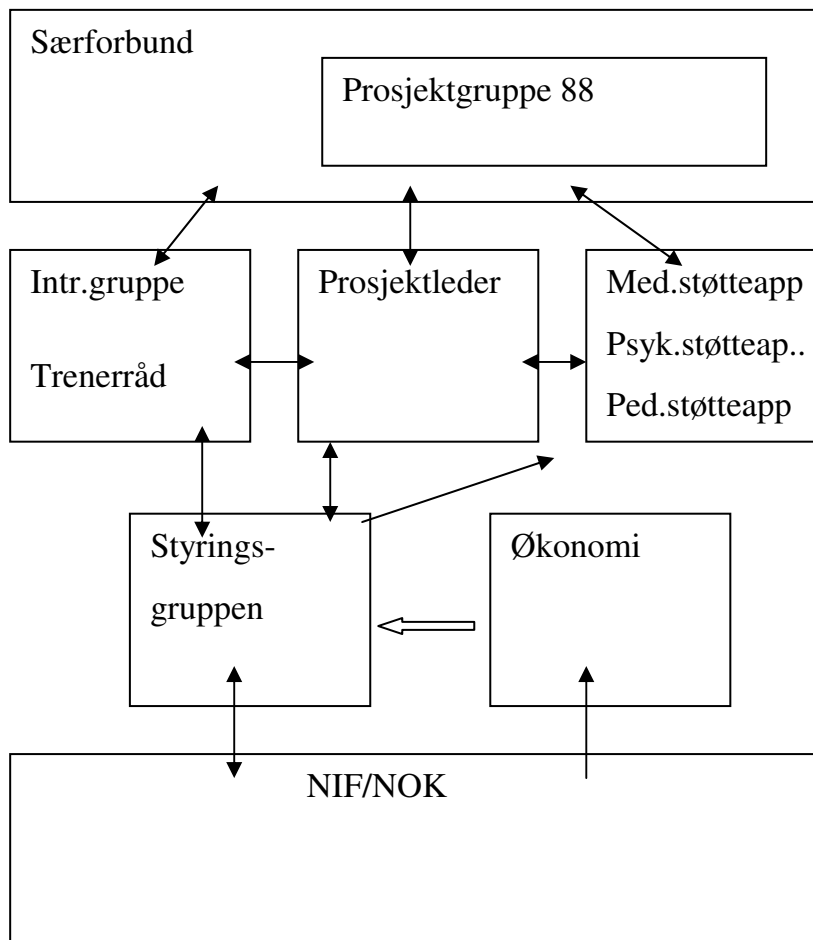 Særforbund
Prosjektgruppe 88
Intr.gruppe
Trenerråd
Prosjektleder
Med.støtteapp
Psyk.støtteap..
Ped.støtteapp
Styrings-
gruppen
Økonomi
NIF/NOK